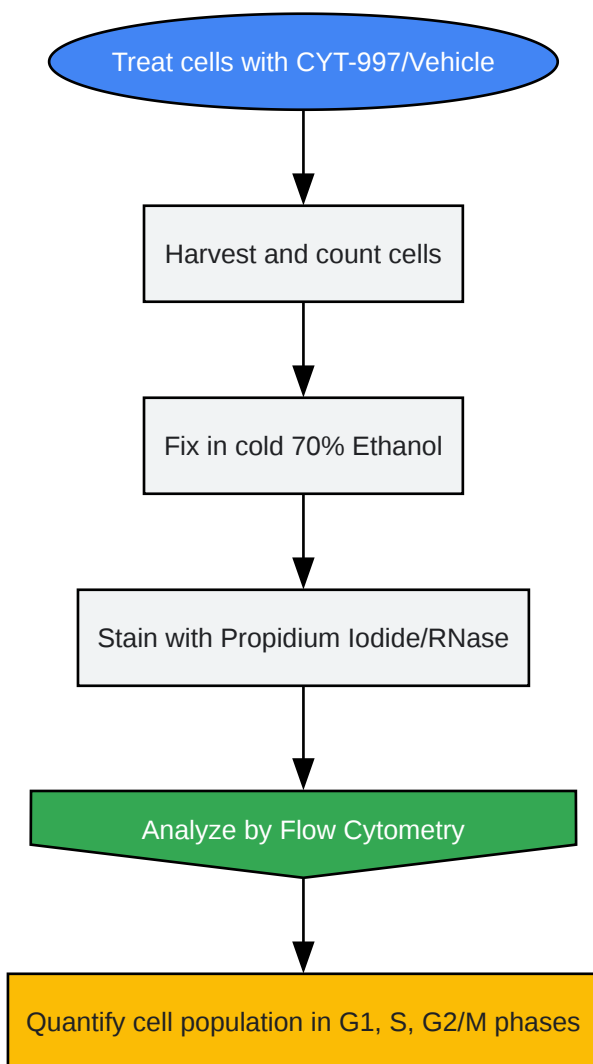 Treat cells with CYT-997/Vehicle
Harvest and count cells
Fix in cold 70% Ethanol
Stain with Propidium Iodide/RNase
Analyze by Flow Cytometry
Quantify cell population in G1, S, G2/M phases